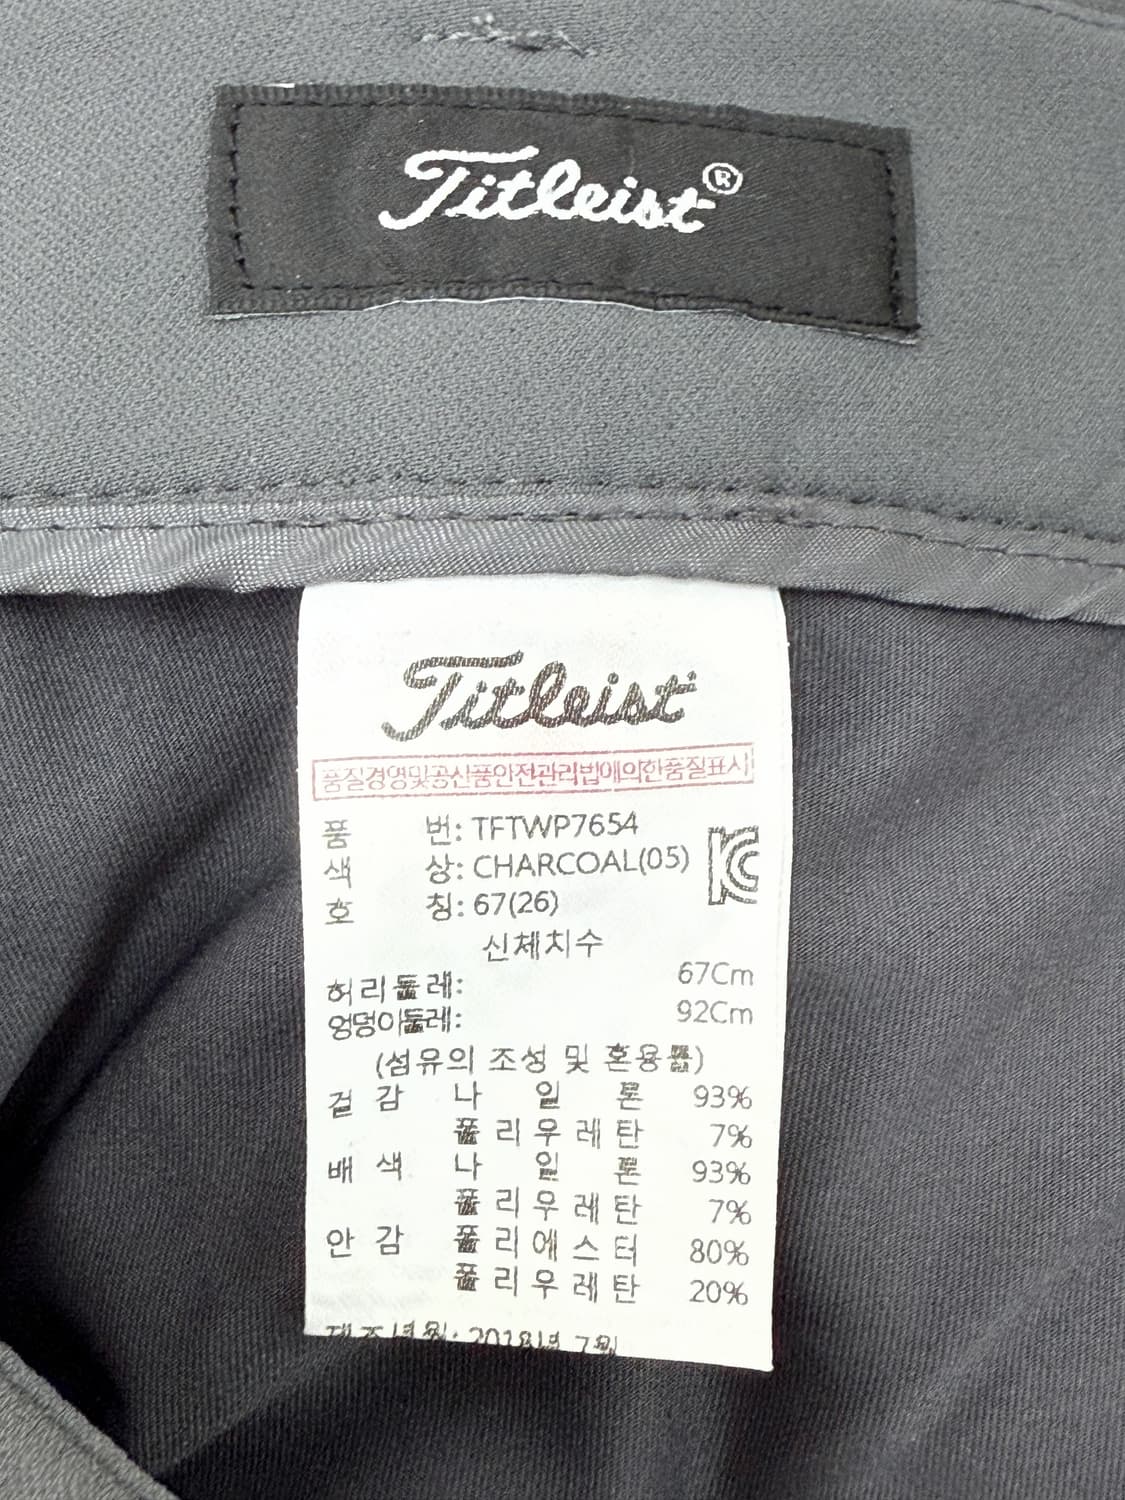 Titleist®
Titleist
품질경영및공산품안전관리법에의한품질표시
품 번: TFTWP7654
색 상: CHARCOAL(05)
호 칭: 67(26)
신체치수
허리둘레: 67Cm
엉덩이둘레: 92Cm
(섬유의 조성 및 혼용률)
겉 감 나 일 론 93%
폴 리 우 레 탄 7%
배 색 나 일 론 93%
폴 리 우 레 탄 7%
안 감 폴 리 에 스 터 80%
폴 리 우 레 탄 20%
제조년월: 2018년 7월